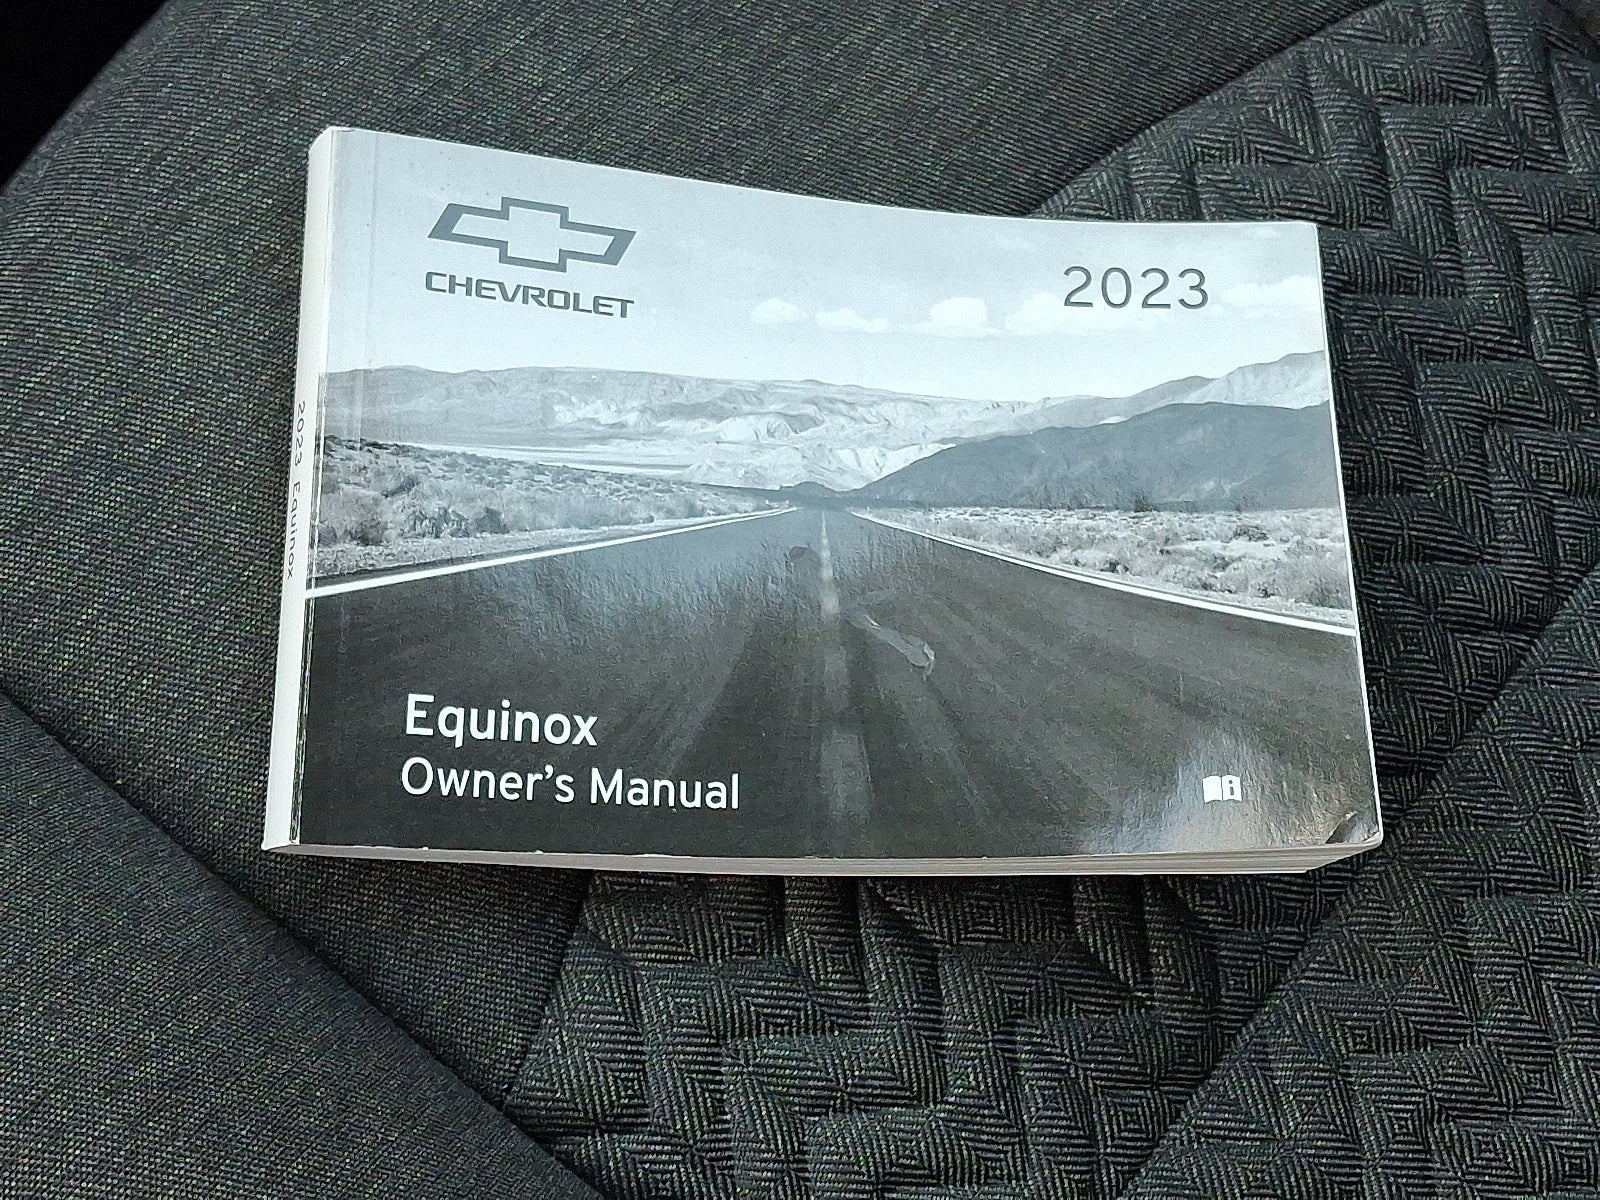 CHEVROLET
2023
2023 Equinox
Equinox
Owner's Manual